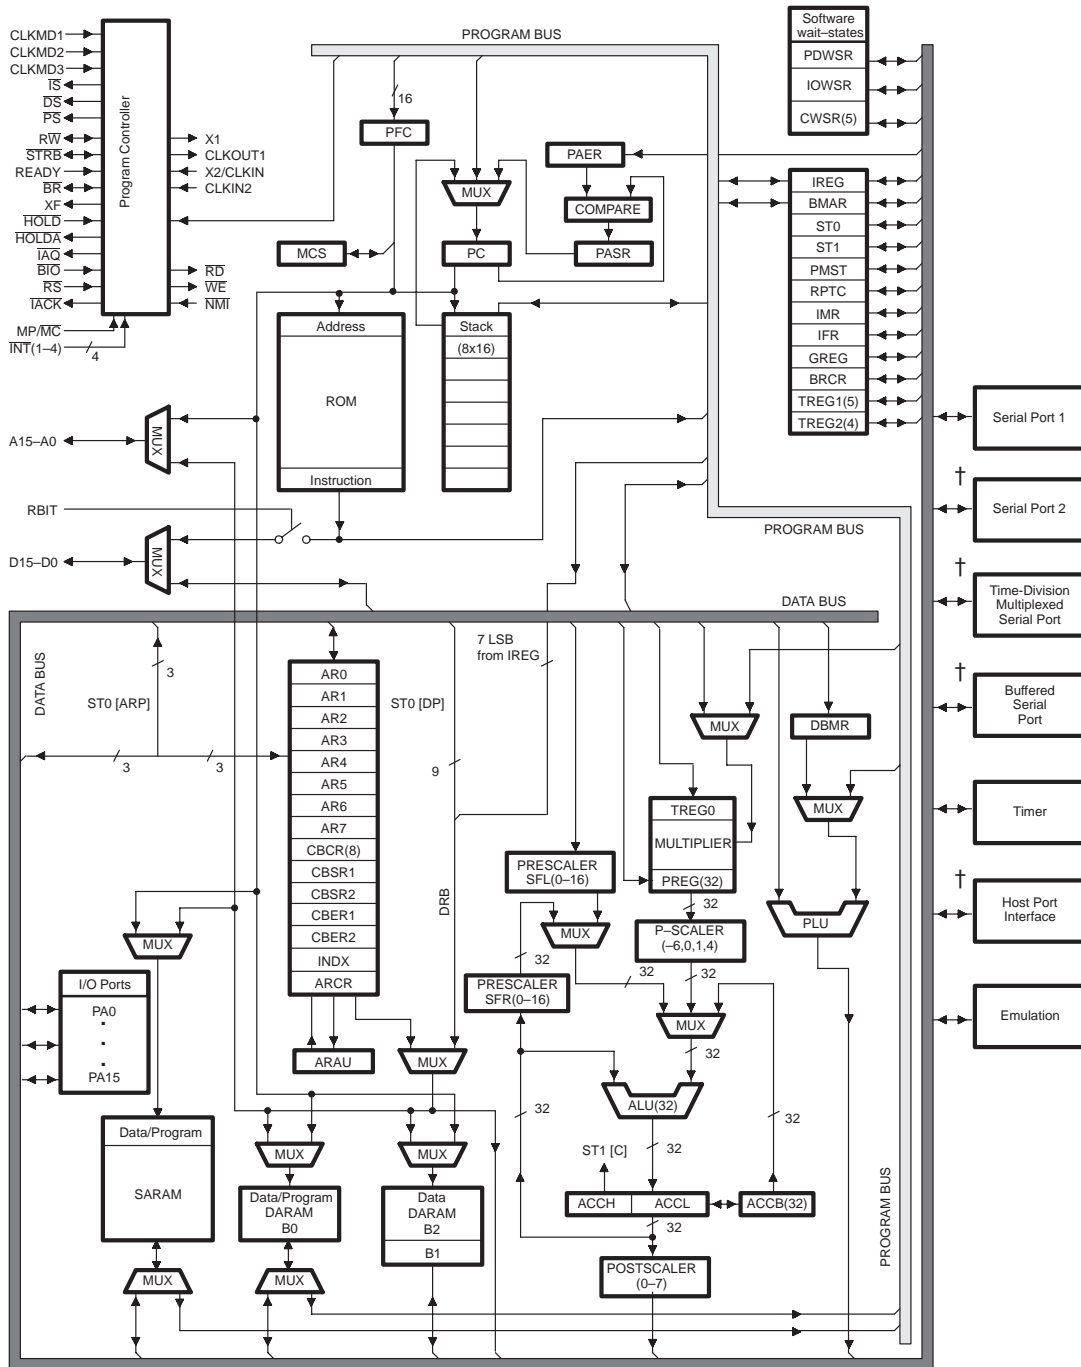 CLKMD1
CLKMD2
CLKMD3
IS
DS
PS
RW
STRB
READY
BR
XF
HOLD
HOLDA
IAQ
BIO
RS
IACK
MP/MC
INT(1–4)
4
Program Controller
X1
CLKOUT1
X2/CLKIN
CLKIN2
RD
WE
NMI
PROGRAM BUS
16
PFC
MCS
MUX
PC
PAER
COMPARE
PASR
Software
wait–states
PDWSR
IOWSR
CWSR(5)
IREG
BMAR
ST0
ST1
PMST
RPTC
IMR
IFR
GREG
BRCR
TREG1(5)
TREG2(4)
Address
ROM
Instruction
Stack
(8x16)
A15–A0
MUX
RBIT
D15–D0
MUX
PROGRAM BUS
DATA BUS
Serial Port 1
†
Serial Port 2
†
Time-Division
Multiplexed
Serial Port
†
Buffered
Serial
Port
Timer
†
Host Port
Interface
Emulation
DATA BUS
3
ST0 [ARP]
3
3
AR0
AR1
AR2
AR3
AR4
AR5
AR6
AR7
CBCR(8)
CBSR1
CBSR2
CBER1
CBER2
INDX
ARCR
ARAU
ST0 [DP]
9
DRB
7 LSB
from IREG
MUX
DBMR
MUX
TREG0
MULTIPLIER
PREG(32)
32
PRESCALER
SFL(0–16)
MUX
32
PRESCALER
SFR(0–16)
P–SCALER
(–6,0,1,4)
32
32
MUX
32
PLU
MUX
I/O Ports
PA0
.
.
.
PA15
MUX
ALU(32)
32
32
32
ST1 [C]
ACCH
ACCL
ACCB(32)
32
POSTSCALER
(0–7)
Data/Program
SARAM
MUX
MUX
Data/Program
DARAM
B0
MUX
MUX
Data
DARAM
B2
B1
PROGRAM BUS